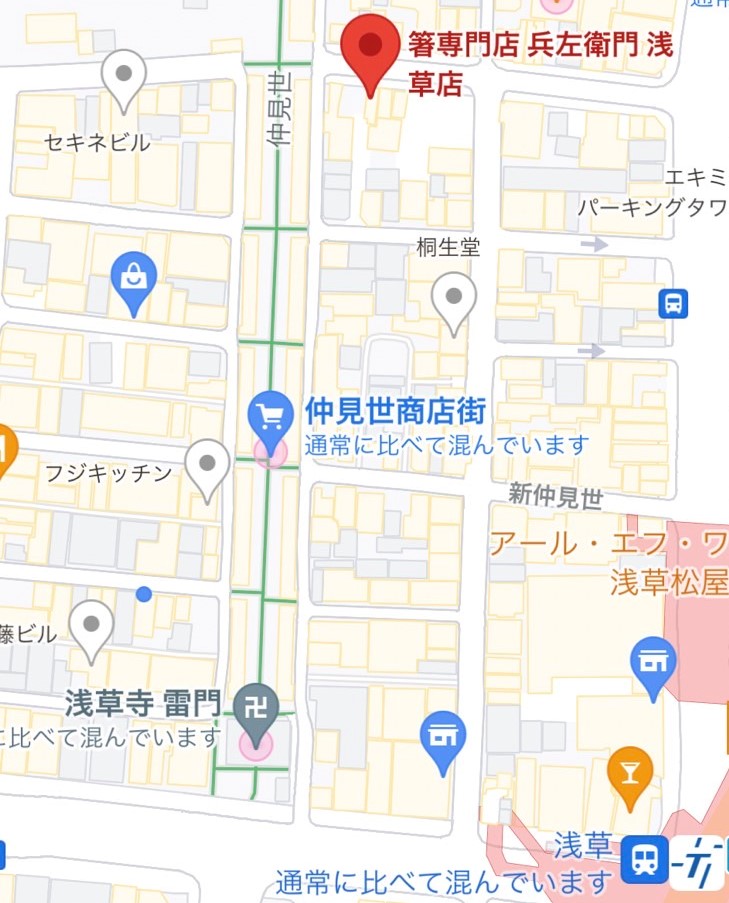 通常
箸専門店 兵左衛門 浅
草店
仲見世
セキネビル
エキミ
パーキングタワ
桐生堂
仲見世商店街
通常に比べて混んでいます
フジキッチン
新仲見世
アール・エフ・ワ
浅草松屋
藤ビル
浅草寺 雷門
に比べて混んでいます
浅草
通常に比べて混んでいます